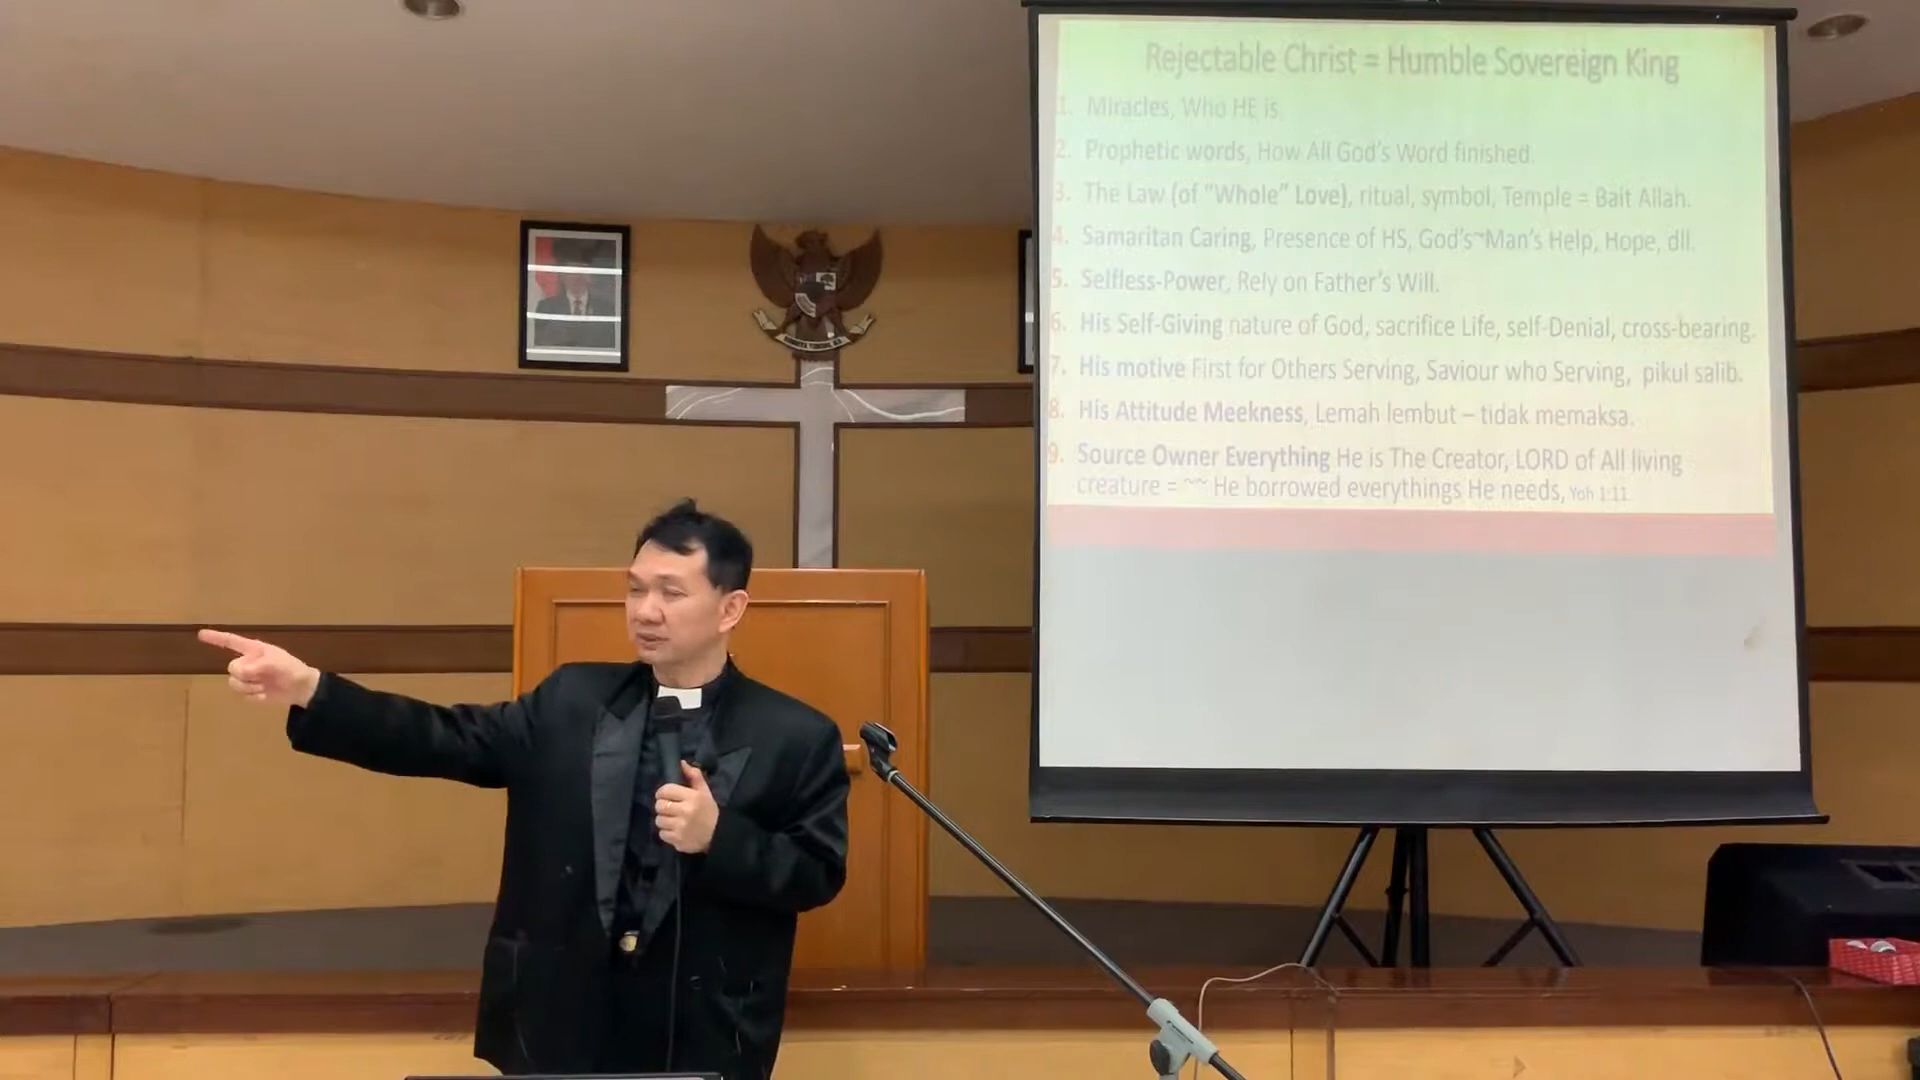 Rejectable Christ = Humble Sovereign King
1. Miracles, Who HE is.
2. Prophetic words, How All God's Word finished.
3. The Law (of “Whole” Love), ritual, symbol, Temple = Bait Allah.
4. Samaritan Caring, Presence of HS, God's~Man's Help, Hope, dll.
5. Selfless-Power, Rely on Father's Will.
6. His Self-Giving nature of God, sacrifice Life, self-Denial, cross-bearing.
7. His motive First for Others Serving, Saviour who Serving, pikul salib.
8. His Attitude Meekness, Lemah lembut – tidak memaksa.
9. Source Owner Everything He is The Creator, LORD of All living
creature = ~~ He borrowed everythings He needs, Yoh 1:11